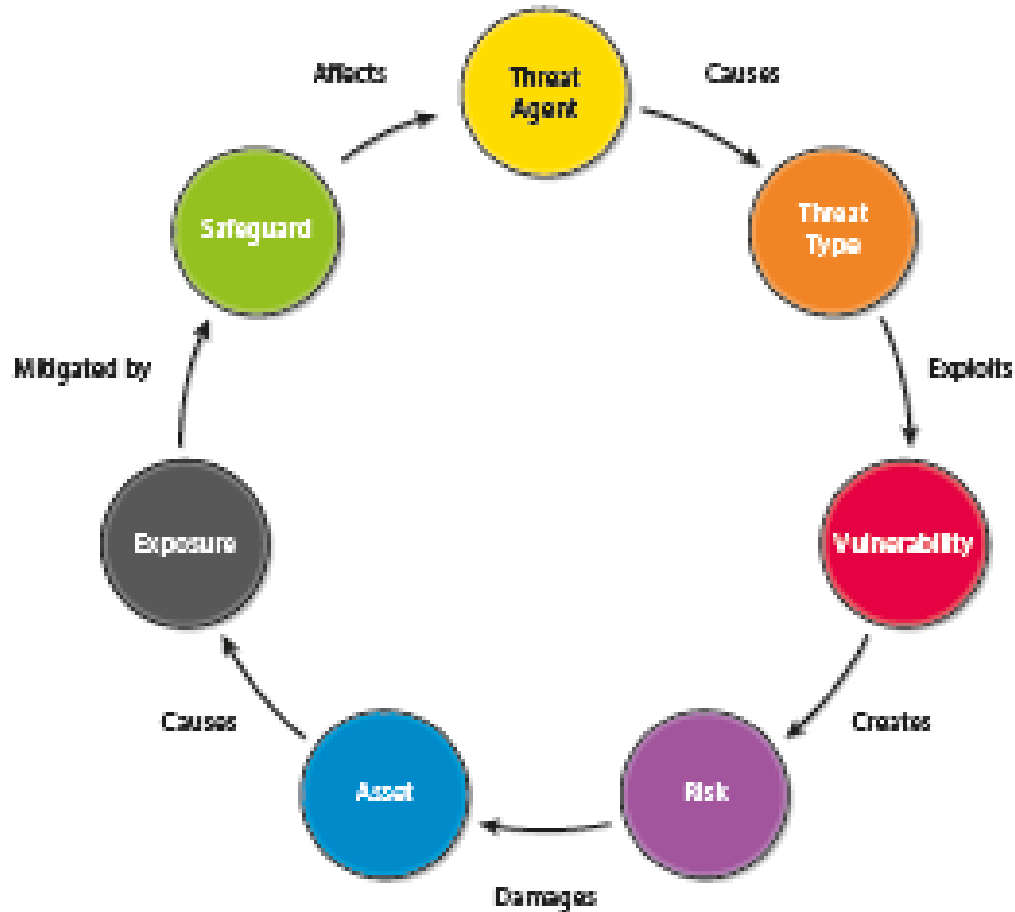 Threat
Agent
Causes
Threat
Type
Exploits
Vulnerability
Creates
Risk
Damages
Asset
Causes
Exposure
Mitigated by
Safeguard
Affects